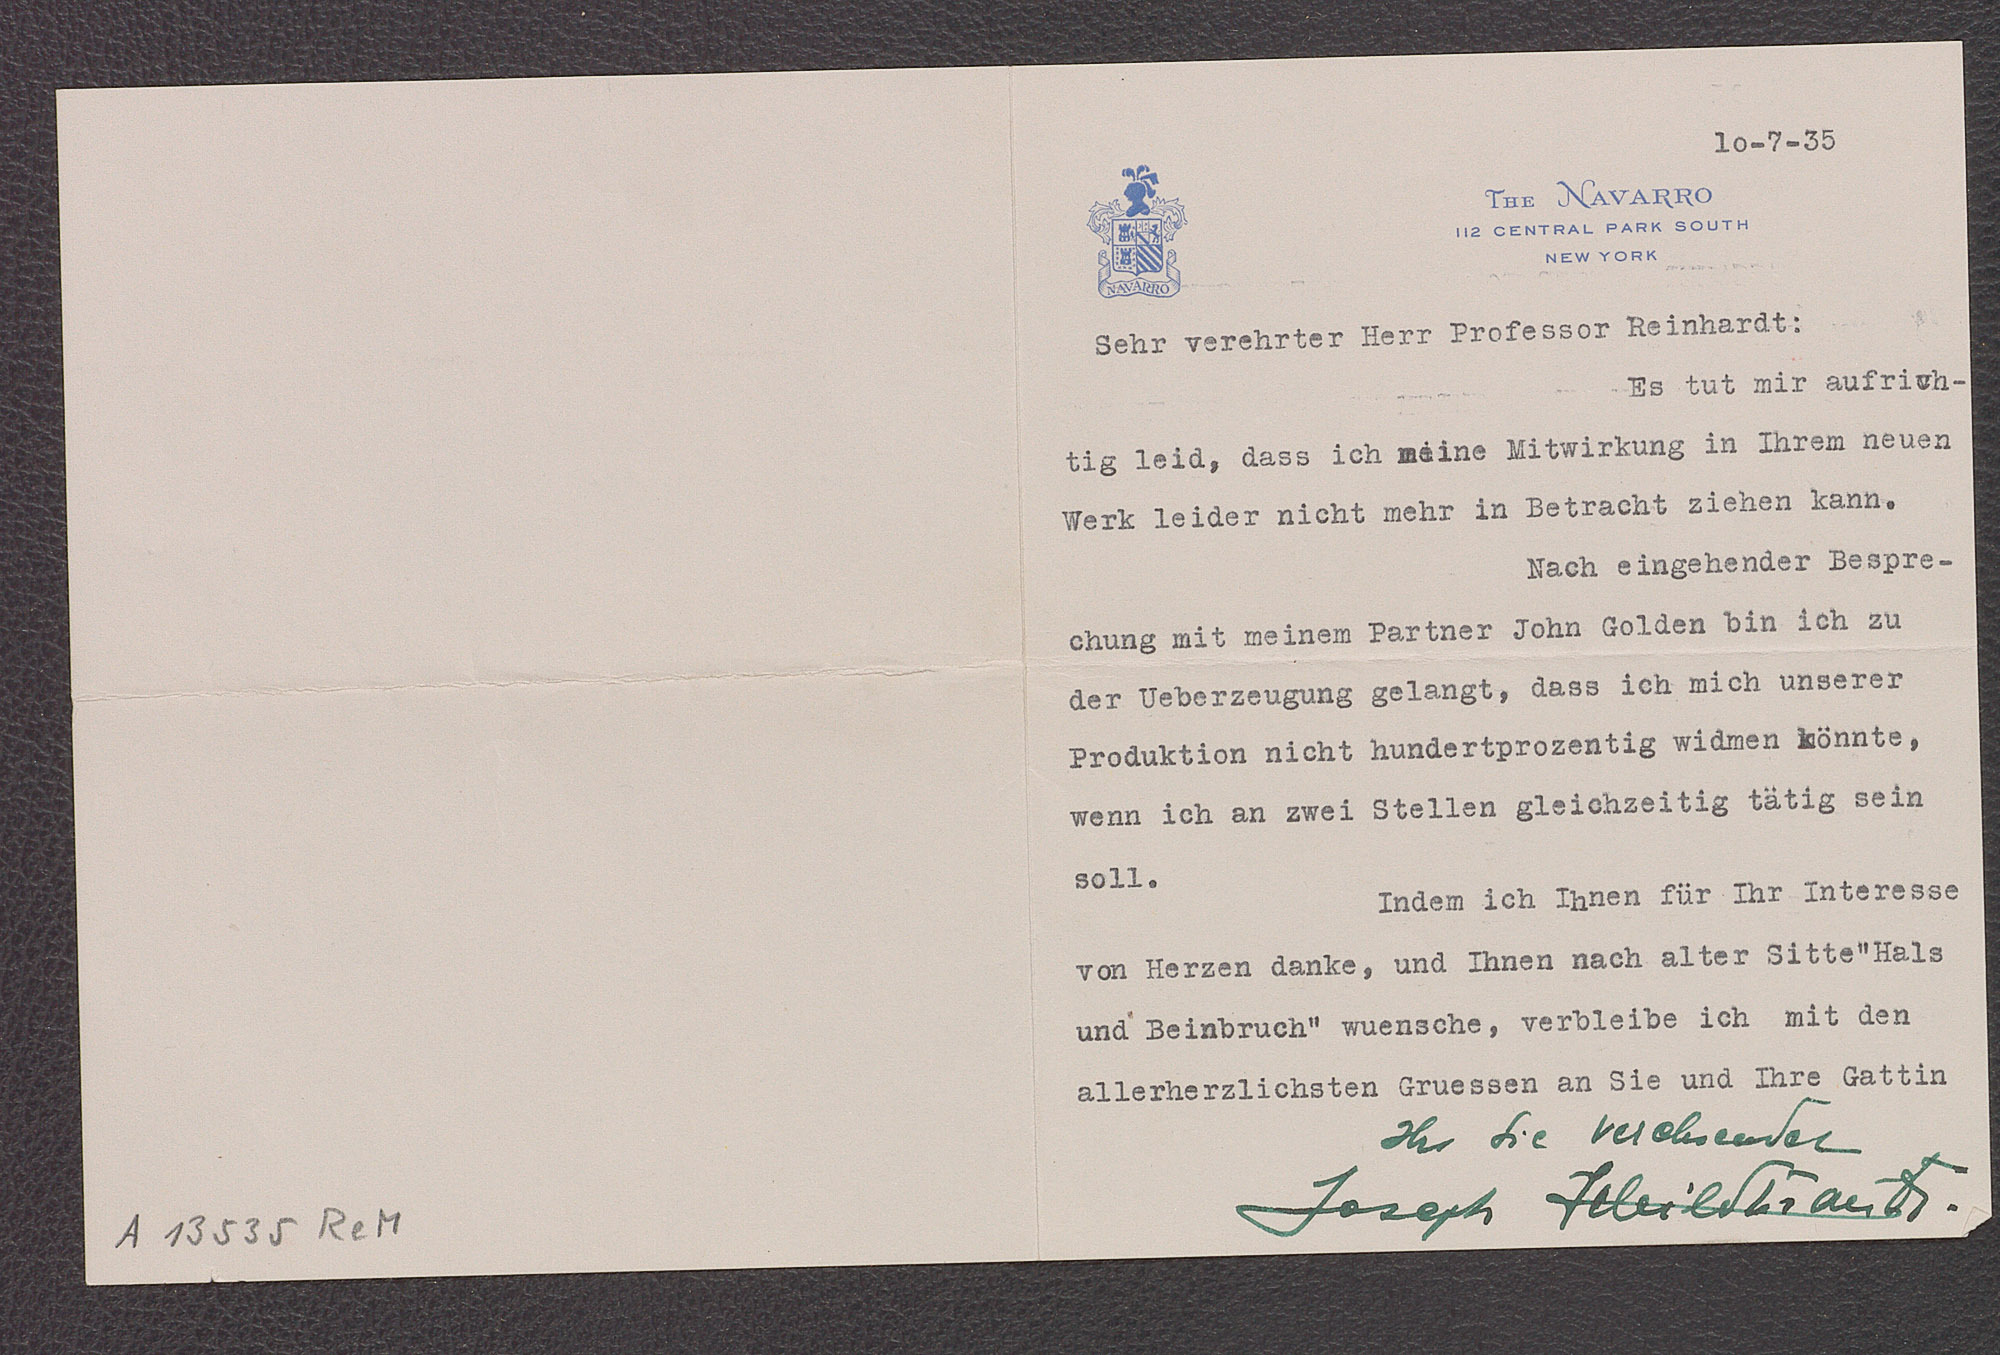 lo-7-35
THE NAVARRO
112 CENTRAL PARK SOUTH
NEW YORK
NAVARRO
Sehr verehrter Herr Professor Reinhardt:
Es tut mir aufrich-
tig leid, dass ich meine Mitwirkung in Ihrem neuen
Werk leider nicht mehr in Betracht ziehen kann.
Nach eingehender Bespre-
chung mit meinem Partner John Golden bin ich zu
der Ueberzeugung gelangt, dass ich mich unserer
Produktion nicht hundertprozentig widmen könnte,
wenn ich an zwei Stellen gleichzeitig tätig sein
soll.
Indem ich Ihnen für Ihr Interesse
von Herzen danke, und Ihnen nach alter Sitte"Hals
und Beinbruch" wuensche, verbleibe ich mit den
allerherzlichsten Gruessen an Sie und Ihre Gattin
Ihr Sie verehrender
Joseph Schildkraut.
A 13535 ReM